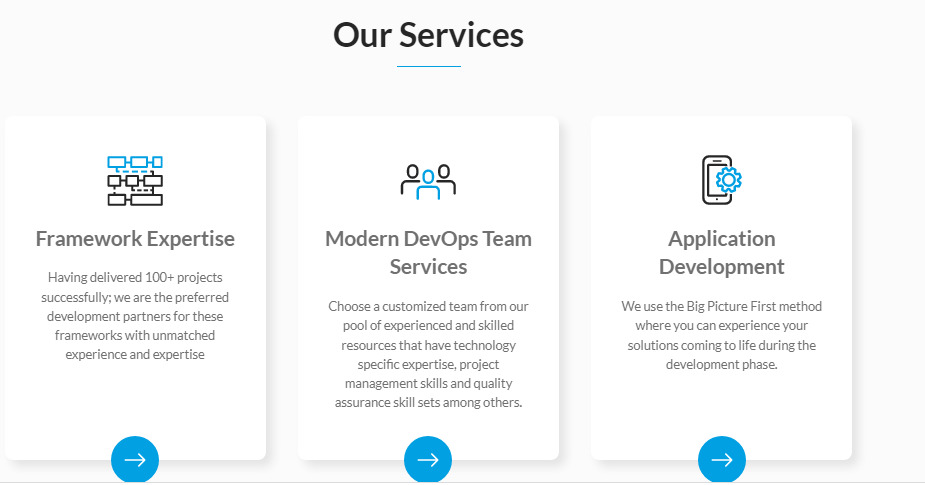 Our Services
Framework Expertise
Having delivered 100+ projects
successfully; we are the preferred
development partners for these
frameworks with unmatched
experience and expertise
Modern DevOps Team
Services
Choose a customized team from our
pool of experienced and skilled
resources that have technology
specific expertise, project
management skills and quality
assurance skill sets among others.
Application
Development
We use the Big Picture First method
where you can experience your
solutions coming to life during the
development phase.